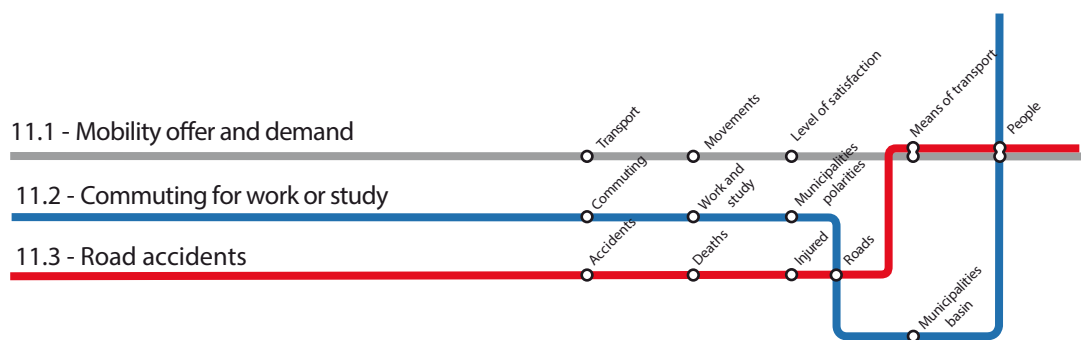 11.1 - Mobility offer and demand
Transport
Movements
Level of satisfaction
Means of transport
People
11.2 - Commuting for work or study
Commuting
Work and
study
Municipalities
polarities
11.3 - Road accidents
Accidents
Deaths
Injured
Roads
Municipalities
basin